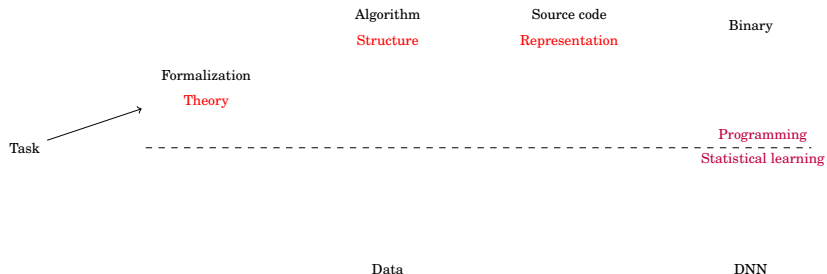 Algorithm
Structure
Source code
Representation
Binary
Formalization
Theory
Task
Programming
Statistical learning
Data
DNN